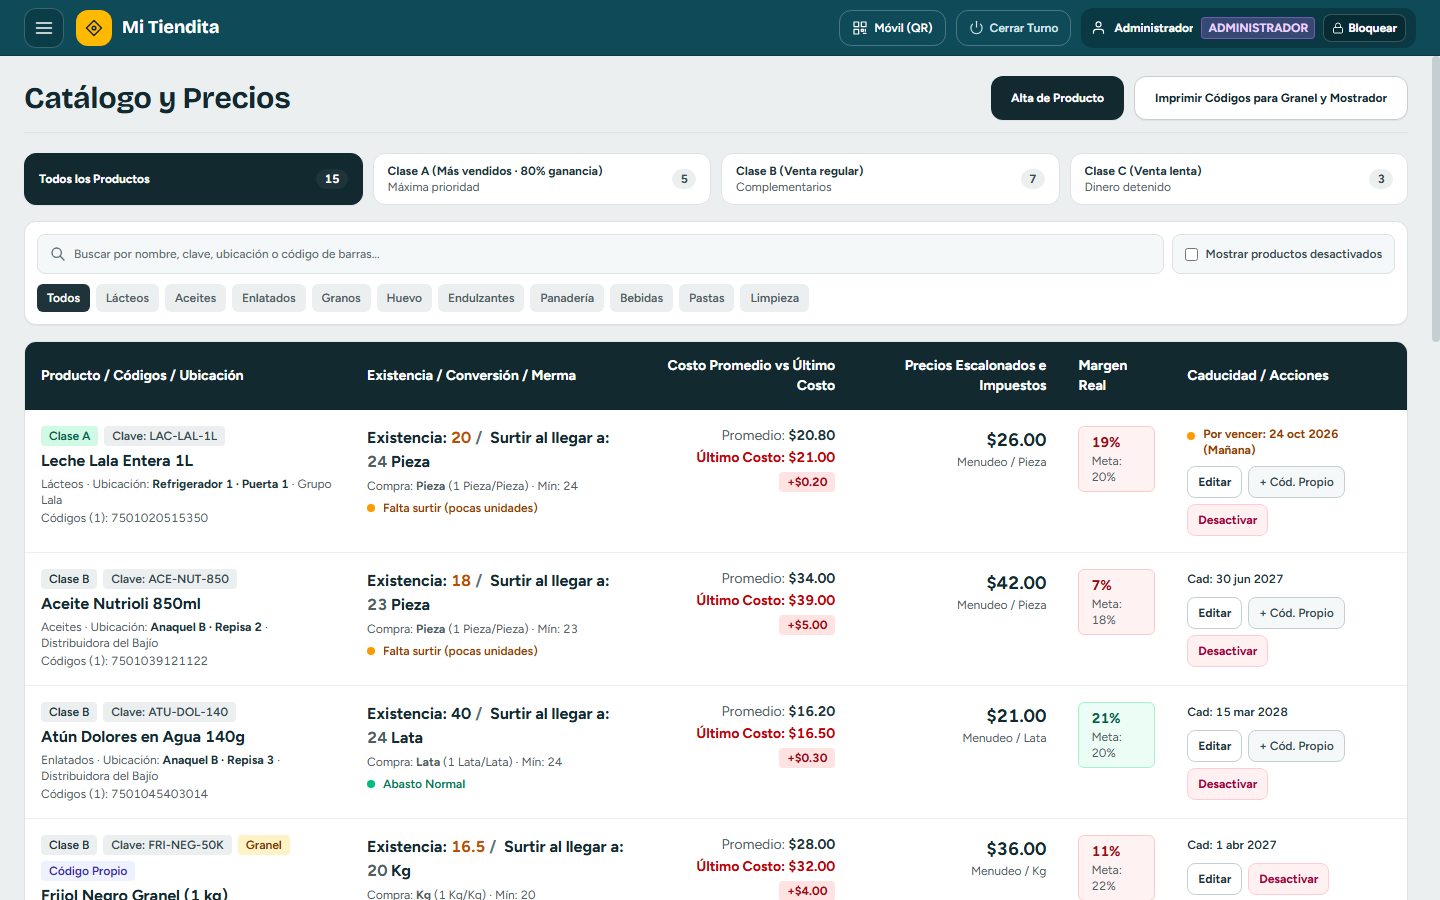 Mi Tiendita
Móvil (QR)
Cerrar Turno
Administrador
ADMINISTRADOR
Bloquear
Catálogo y Precios
Alta de Producto
Imprimir Códigos para Granel y Mostrador
Todos los Productos
15
Clase A (Más vendidos · 80% ganancia)
Máxima prioridad
5
Clase B (Venta regular)
Complementarios
7
Clase C (Venta lenta)
Dinero detenido
3
Buscar por nombre, clave, ubicación o código de barras...
Mostrar productos desactivados
Todos
Lácteos
Aceites
Enlatados
Granos
Huevo
Endulzantes
Panadería
Bebidas
Pastas
Limpieza
Producto / Códigos / Ubicación
Existencia / Conversión / Merma
Costo Promedio vs Último
Costo
Precios Escalonados e
Impuestos
Margen
Real
Caducidad / Acciones
Clase A
Clave: LAC-LAL-1L
Leche Lala Entera 1L
Lácteos · Ubicación: Refrigerador 1 · Puerta 1 · Grupo
Lala
Códigos (1): 7501020515350
Existencia: 20 / Surtir al llegar a:
24 Pieza
Compra: Pieza (1 Pieza/Pieza) · Mín: 24
Falta surtir (pocas unidades)
Promedio: $20.80
Último Costo: $21.00
+$0.20
$26.00
Menudeo / Pieza
19%
Meta:
20%
Por vencer: 24 oct 2026
(Mañana)
Editar
+ Cód. Propio
Desactivar
Clase B
Clave: ACE-NUT-850
Aceite Nutrioli 850ml
Aceites · Ubicación: Anaquel B · Repisa 2 ·
Distribuidora del Bajío
Códigos (1): 7501039121122
Existencia: 18 / Surtir al llegar a:
23 Pieza
Compra: Pieza (1 Pieza/Pieza) · Mín: 23
Falta surtir (pocas unidades)
Promedio: $34.00
Último Costo: $39.00
+$5.00
$42.00
Menudeo / Pieza
7%
Meta:
18%
Cad: 30 jun 2027
Editar
+ Cód. Propio
Desactivar
Clase B
Clave: ATU-DOL-140
Atún Dolores en Agua 140g
Enlatados · Ubicación: Anaquel B · Repisa 3 ·
Distribuidora del Bajío
Códigos (1): 7501045403014
Existencia: 40 / Surtir al llegar a:
24 Lata
Compra: Lata (1 Lata/Lata) · Mín: 24
Abasto Normal
Promedio: $16.20
Último Costo: $16.50
+$0.30
$21.00
Menudeo / Lata
21%
Meta:
20%
Cad: 15 mar 2028
Editar
+ Cód. Propio
Desactivar
Clase B
Clave: FRI-NEG-50K
Granel
Código Propio
Frijol Negro Granel (1 kg)
Existencia: 16.5 / Surtir al llegar a:
20 Kg
Compra: Kg (1 Kg/Kg) · Mín: 20
Promedio: $28.00
Último Costo: $32.00
+$4.00
$36.00
Menudeo / Kg
11%
Meta:
22%
Cad: 1 abr 2027
Editar
Desactivar